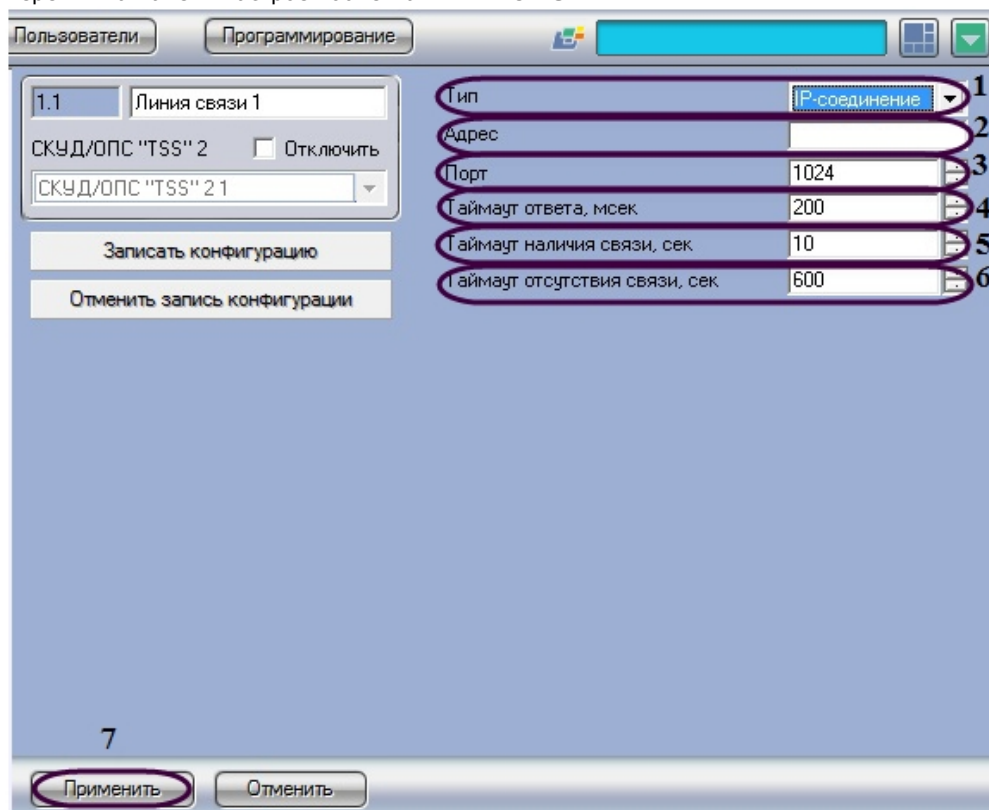 Пользователи Программирование
1.1 Линия связи 1
СКУД/ОПС "TSS" 2 Отключить
СКУД/ОПС "TSS" 2 1
Записать конфигурацию
Отменить запись конфигурации
Тип IP-соединение 1
Адрес 2
Порт 1024 3
Таймаут ответа, мсек 200 4
Таймаут наличия связи, сек 10 5
Таймаут отсутствия связи, сек 600 6
7
Применить Отменить